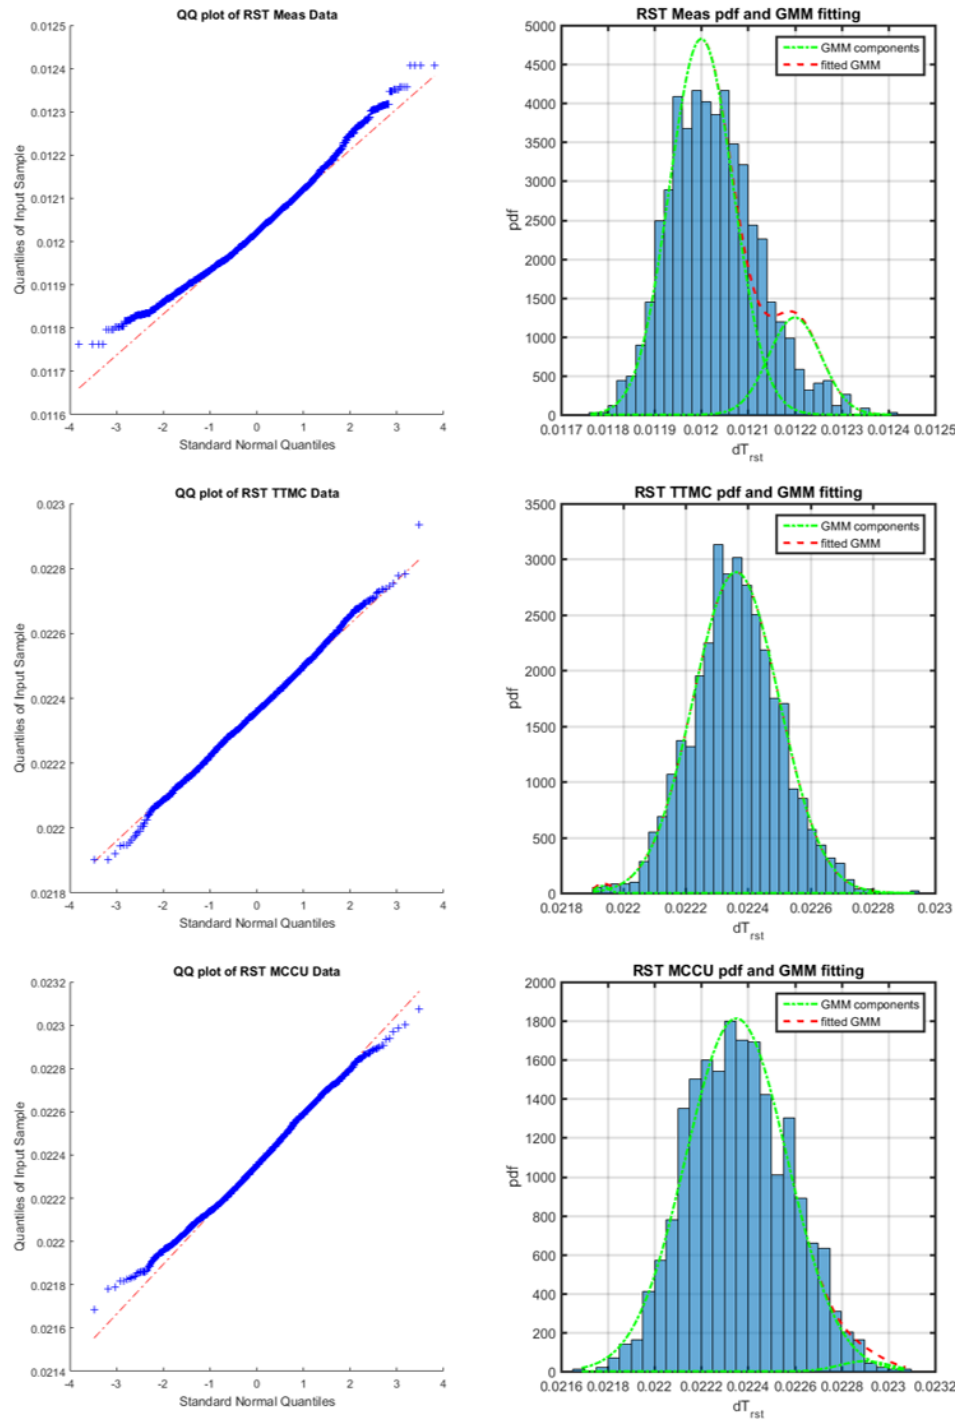 QQ plot of RST Meas Data
Quantiles of Input Sample
0.0125
0.0124
0.0123
0.0122
0.0121
0.012
0.0119
0.0118
0.0117
0.0116
-4 -3 -2 -1 0 1 2 3 4
Standard Normal Quantiles
RST Meas pdf and GMM fitting
GMM components
fitted GMM
pdf
5000
4500
4000
3500
3000
2500
2000
1500
1000
500
0
0.0117 0.0118 0.0119 0.012 0.0121 0.0122 0.0123 0.0124 0.0125
dT_rst
QQ plot of RST TTMC Data
Quantiles of Input Sample
0.023
0.0228
0.0226
0.0224
0.0222
0.022
0.0218
-4 -3 -2 -1 0 1 2 3 4
Standard Normal Quantiles
RST TTMC pdf and GMM fitting
GMM components
fitted GMM
pdf
3500
3000
2500
2000
1500
1000
500
0
0.0218 0.022 0.0222 0.0224 0.0226 0.0228 0.023
dT_rst
QQ plot of RST MCCU Data
Quantiles of Input Sample
0.0232
0.023
0.0228
0.0226
0.0224
0.0222
0.022
0.0218
0.0216
0.0214
-4 -3 -2 -1 0 1 2 3 4
Standard Normal Quantiles
RST MCCU pdf and GMM fitting
GMM components
fitted GMM
pdf
2000
1800
1600
1400
1200
1000
800
600
400
200
0
0.0216 0.0218 0.022 0.0222 0.0224 0.0226 0.0228 0.023 0.0232
dT_rst